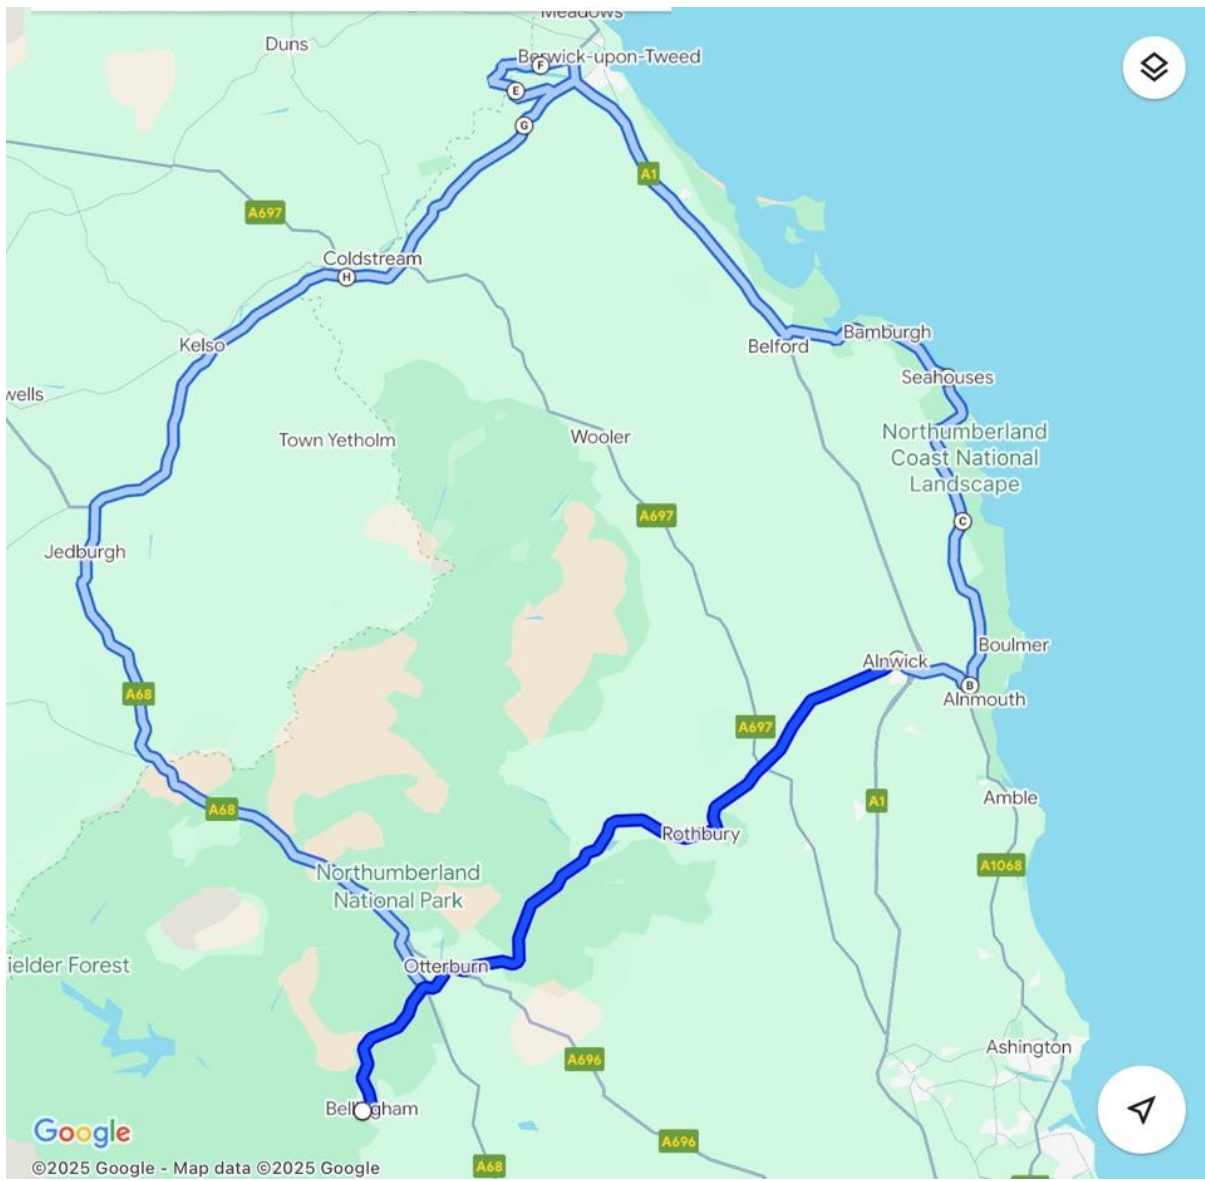 Meadows
Duns
Berwick-upon-Tweed
F
E
G
A1
A697
Coldstream
H
Bamburgh
Kelso
Belford
Seahouses
wells
Northumberland
Coast National
Landscape
Town Yetholm
Wooler
A697
C
Jedburgh
Boulmer
Alnwick
B
A68
Alnmouth
A697
A68
A1
Amble
Rothbury
A1068
Northumberland
National Park
ielder Forest
Otterburn
Ashington
A696
Bellingham
Google
A696
©2025 Google - Map data ©2025 Google
A68